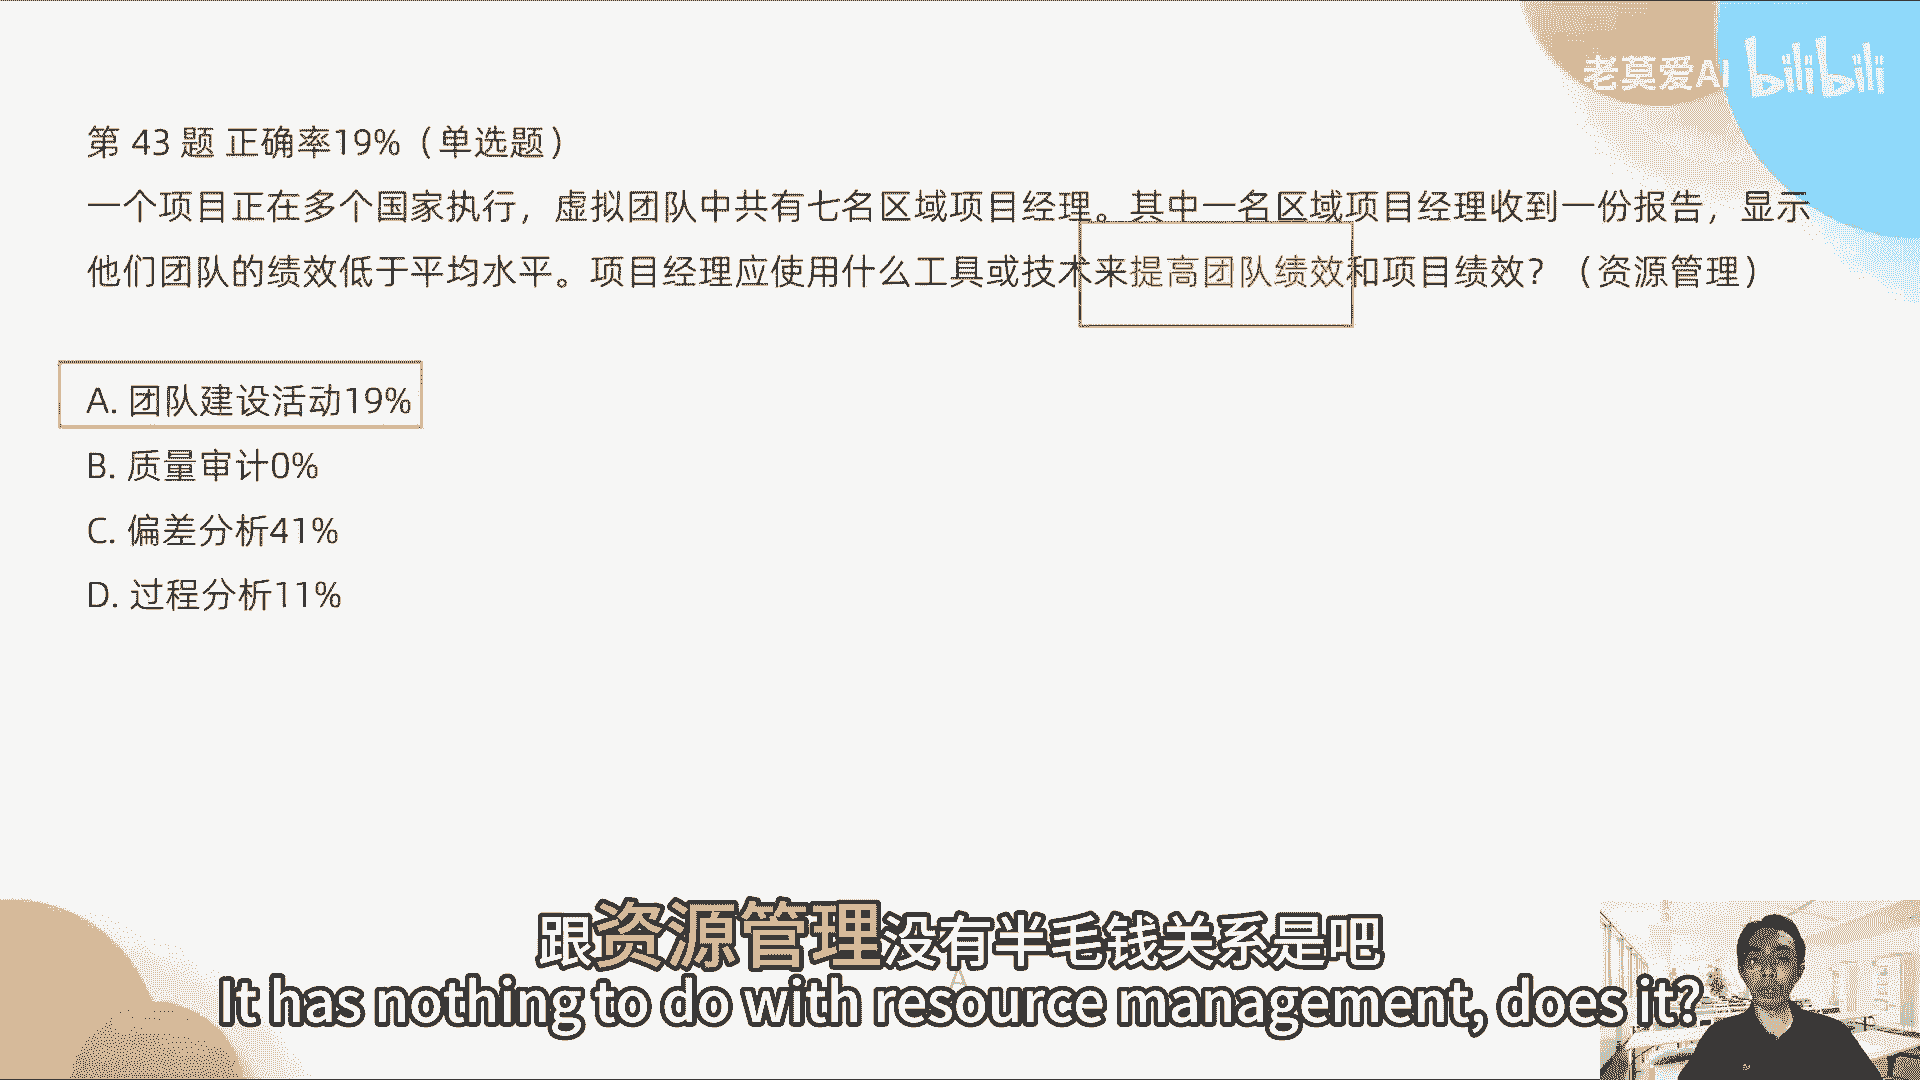 老莫爱AI bilibili
第 43 题 正确率19%（单选题）
一个项目正在多个国家执行，虚拟团队中共有七名区域项目经理。其中一名区域项目经理收到一份报告，显示
他们团队的绩效低于平均水平。项目经理应使用什么工具或技术来提高团队绩效和项目绩效？（资源管理）
A. 团队建设活动19%
B. 质量审计0%
C. 偏差分析41%
D. 过程分析11%
跟资源管理没有半毛钱关系是吧
A
It has nothing to do with resource management, does it?